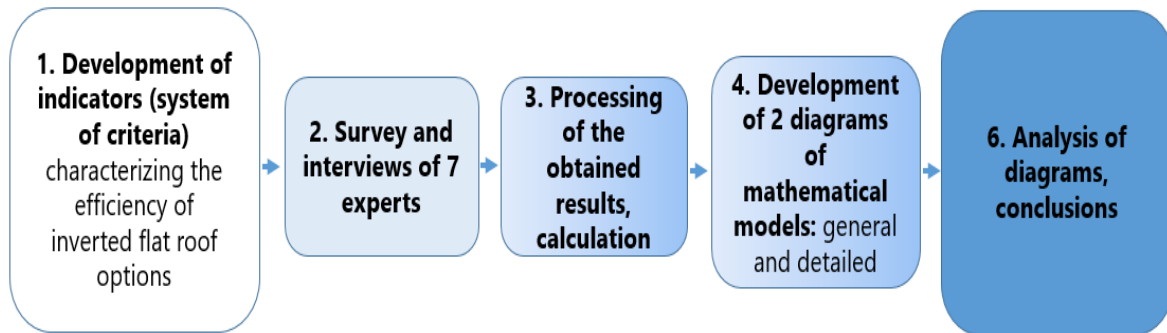 1. Development of
indicators (system
of criteria)
characterizing the
efficiency of
inverted flat roof
options
2. Survey and
interviews of 7
experts
3. Processing
of the
obtained
results,
calculation
4. Development
of 2 diagrams
of
mathematical
models: general
and detailed
6. Analysis of
diagrams,
conclusions